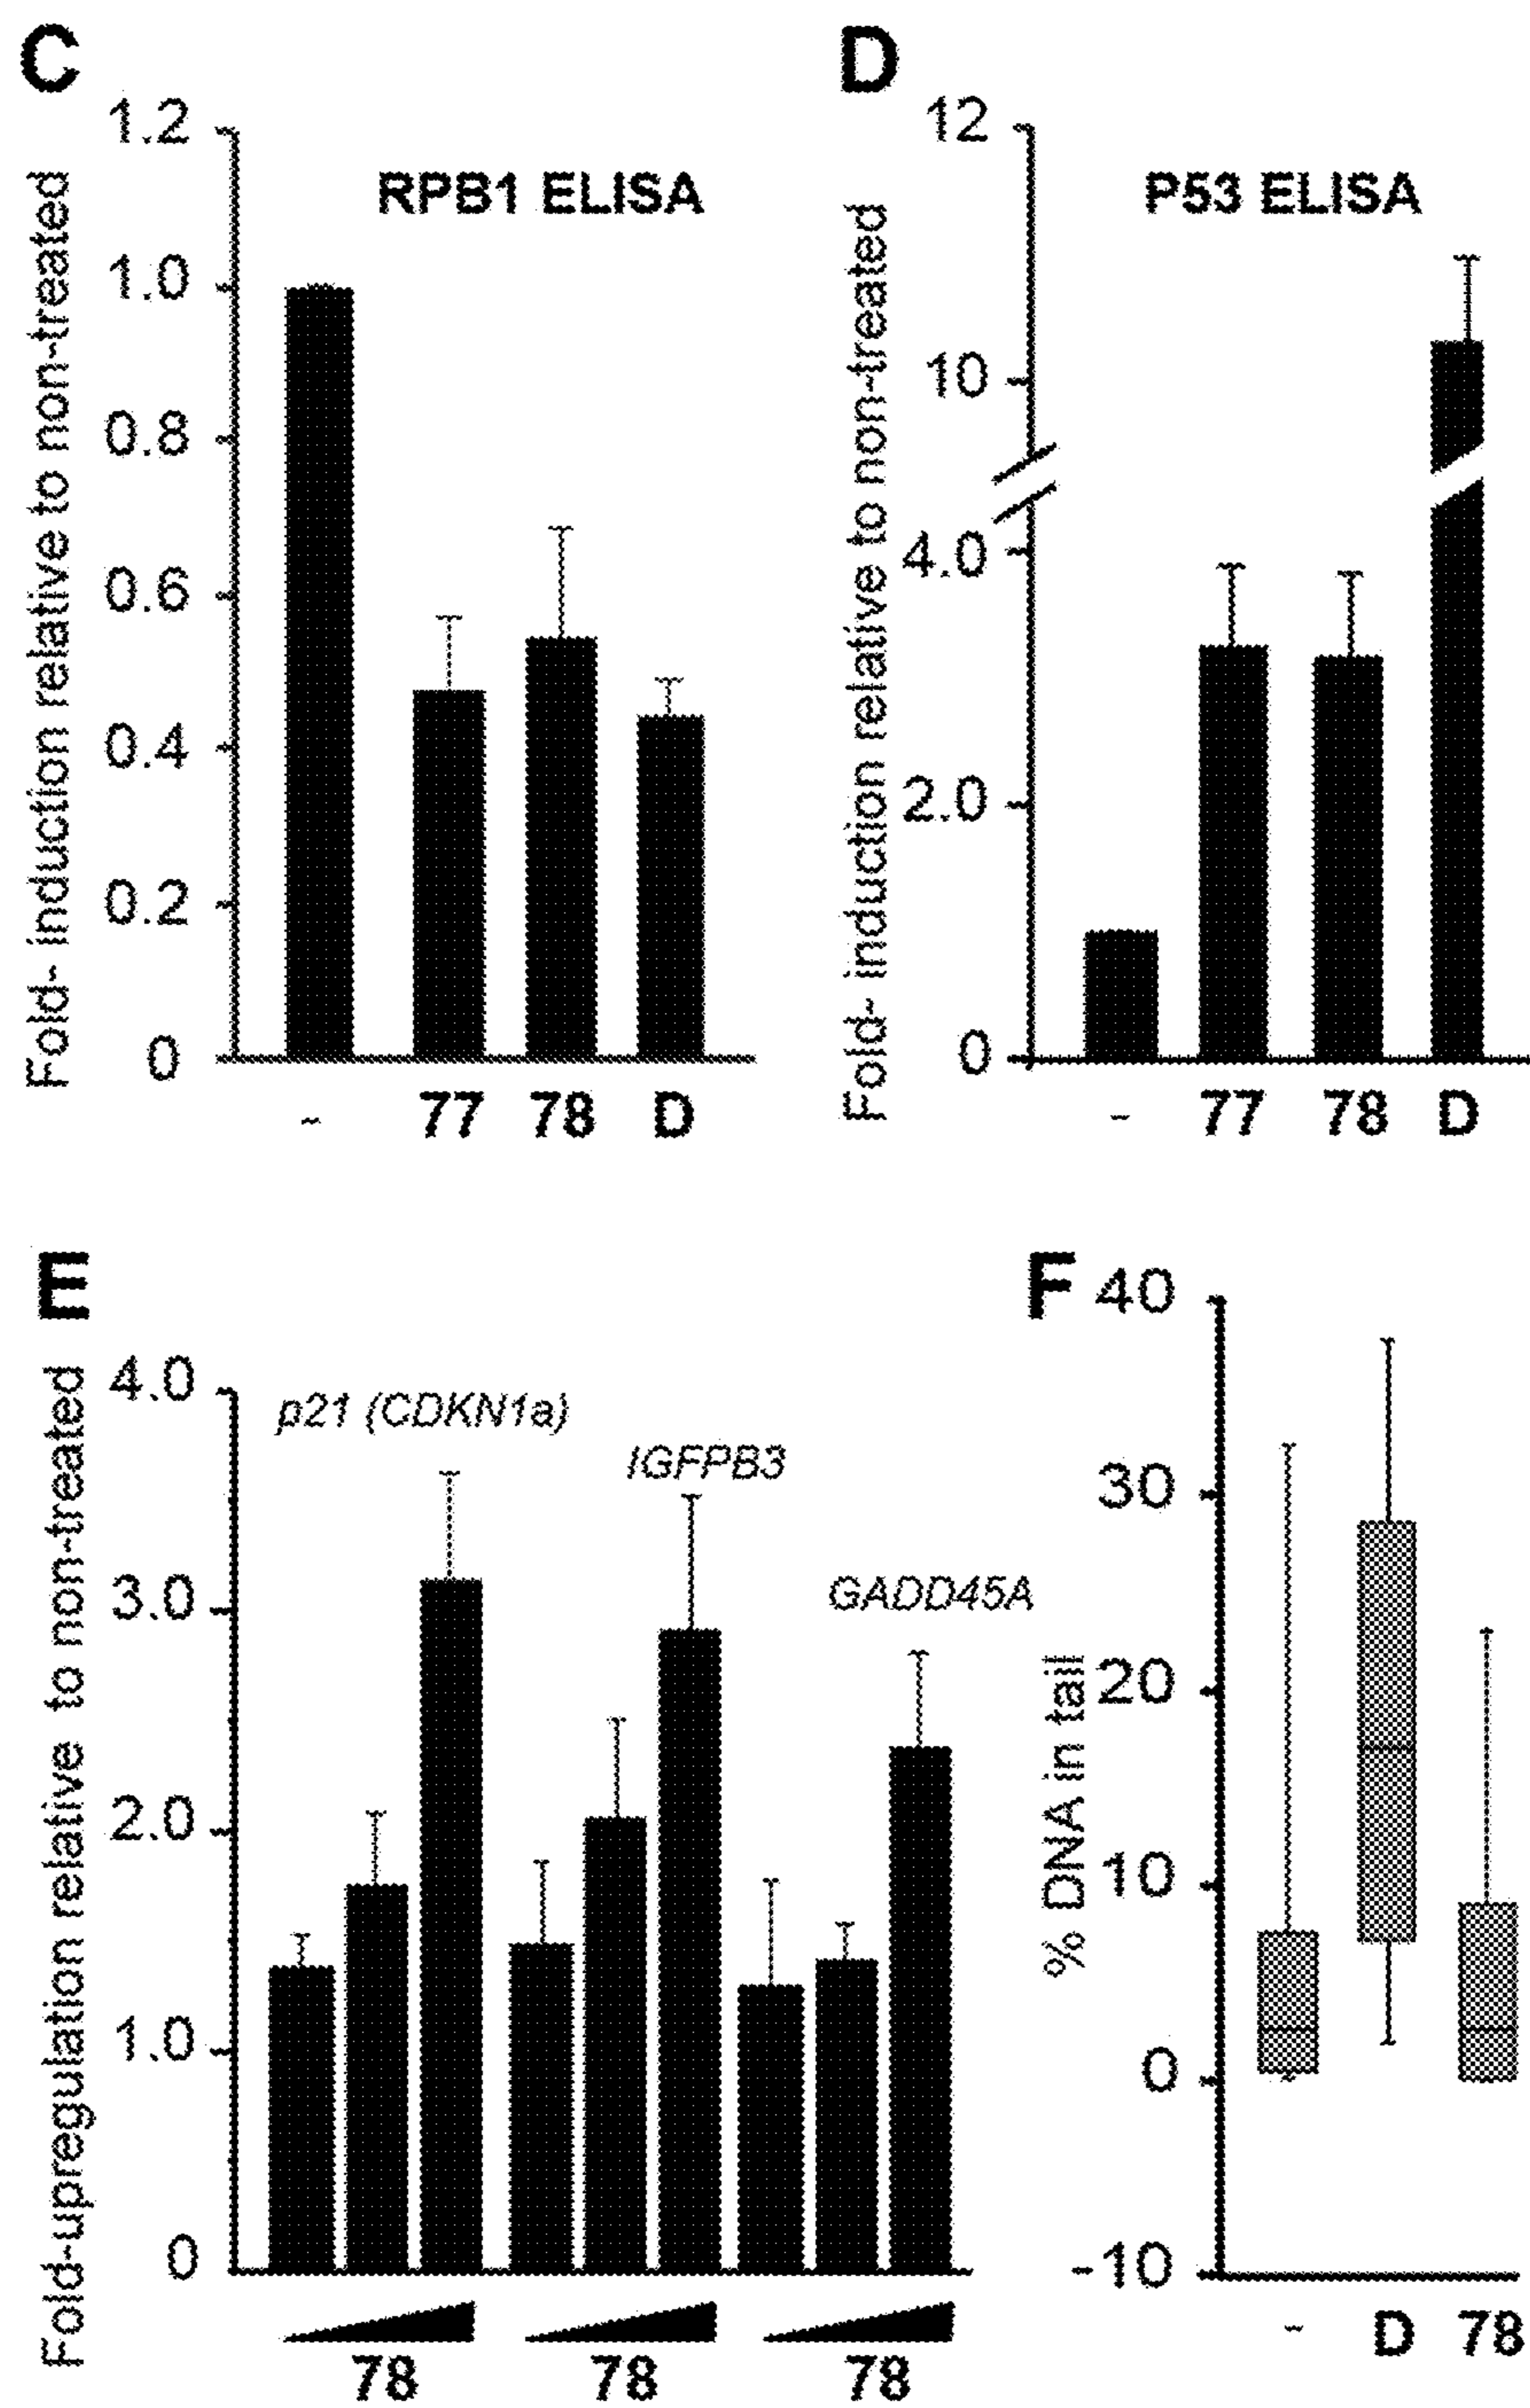 C
Fold- induction relative to non-treated
RPB1 ELISA
1.2
1.0
0.8
0.6
0.4
0.2
0
- 77 78 D
D
Fold- induction relative to non-treated
P53 ELISA
12
10
4.0
2.0
0
- 77 78 D
E
Fold-upregulation relative to non-treated
4.0
3.0
2.0
1.0
0
p21 (CDKN1a)
IGFPB3
GADD45A
78 78 78
F
% DNA in tail
40
30
20
10
0
-10
- D 78